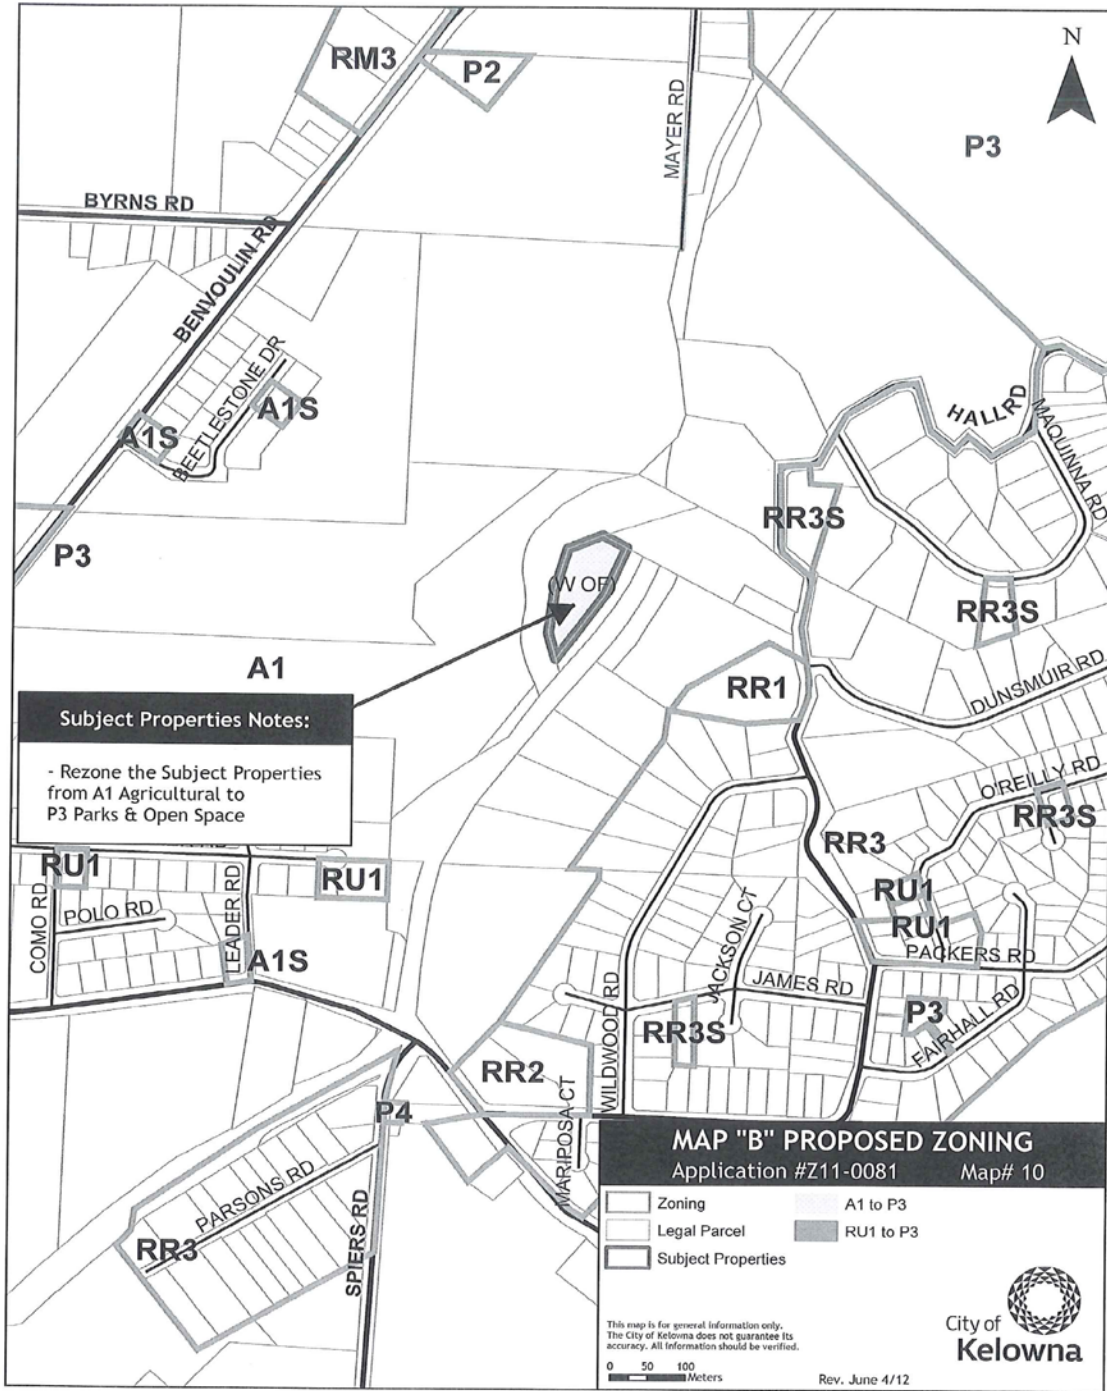 N
RM3
P2
MAYER RD
P3
BYRNS RD
BENVOULIN RD
BEETLESTONE DR
A1S
A1S
HALL RD
MAQUINNA RD
RR3S
P3
(W OF)
RR3S
A1
RR1
DUNSMUIR RD
Subject Properties Notes:
- Rezone the Subject Properties
from A1 Agricultural to
P3 Parks & Open Space
O'REILLY RD
RR3S
RR3
RU1
RU1
RU1
RU1
COMO RD
POLO RD
LEADER RD
A1S
JACKSON CT
PACKERS RD
JAMES RD
WILDWOOD RD
RR3S
P3
FAIRHALL RD
RR2
MARIPOSA CT
P4
PARSONS RD
RR3
SPIERS RD
MAP "B" PROPOSED ZONING
Application #Z11-0081 Map# 10
Zoning
A1 to P3
Legal Parcel
RU1 to P3
Subject Properties
This map is for general information only.
The City of Kelowna does not guarantee its
accuracy. All information should be verified.
0 50 100
Meters
Rev. June 4/12
City of
Kelowna